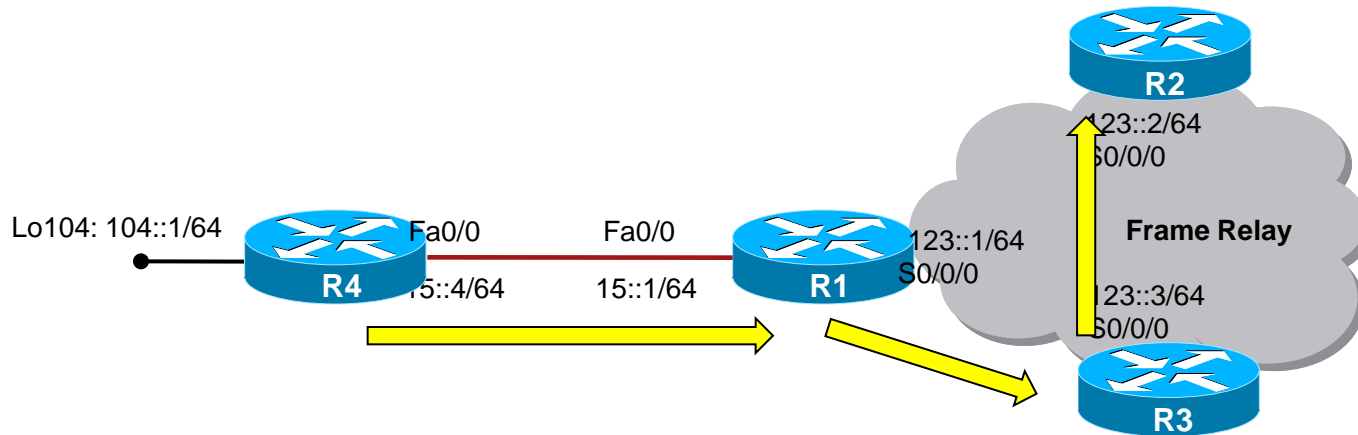 R2
123::2/64
S0/0/0
Lo104: 104::1/64
Fa0/0
Fa0/0
123::1/64
S0/0/0
Frame Relay
R4
15::4/64
15::1/64
R1
123::3/64
S0/0/0
R3